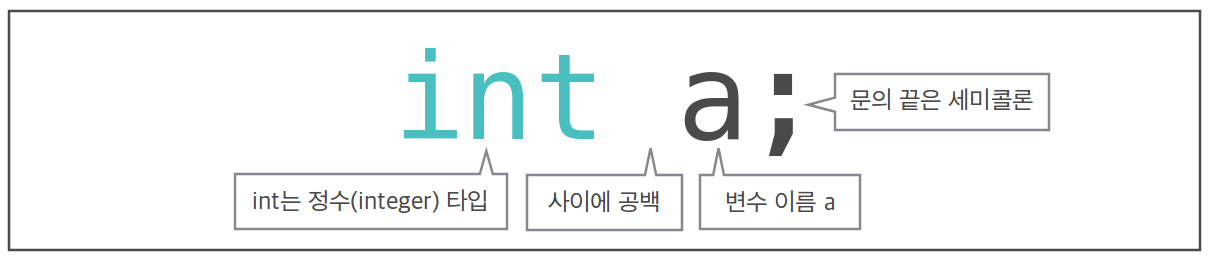 int a;
문의 끝은 세미콜론
int는 정수(integer) 타입
사이에 공백
변수 이름 a